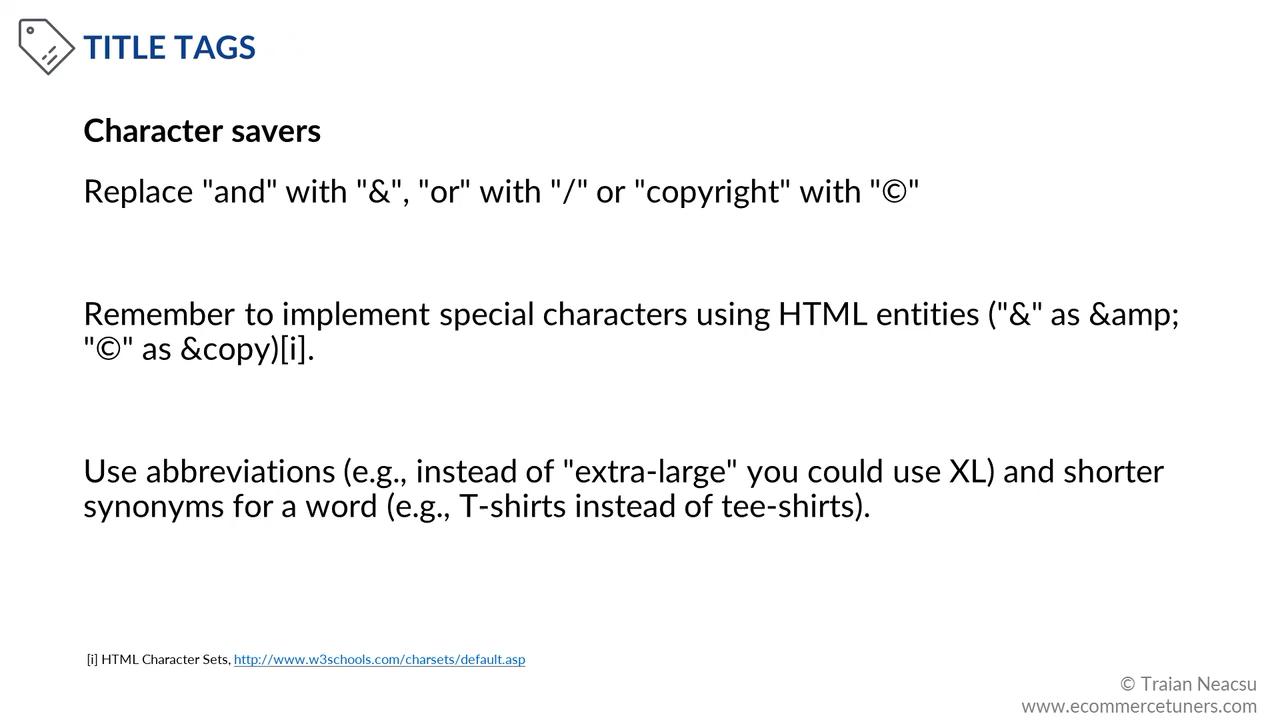 TITLE TAGS
Character savers
Replace "and" with "&", "or" with "/" or "copyright" with "©"
Remember to implement special characters using HTML entities ("&" as &amp;
"©" as &copy)[i].
Use abbreviations (e.g., instead of "extra-large" you could use XL) and shorter
synonyms for a word (e.g., T-shirts instead of tee-shirts).
[i] HTML Character Sets, http://www.w3schools.com/charsets/default.asp
© Traian Neacsu
www.ecommercetuners.com